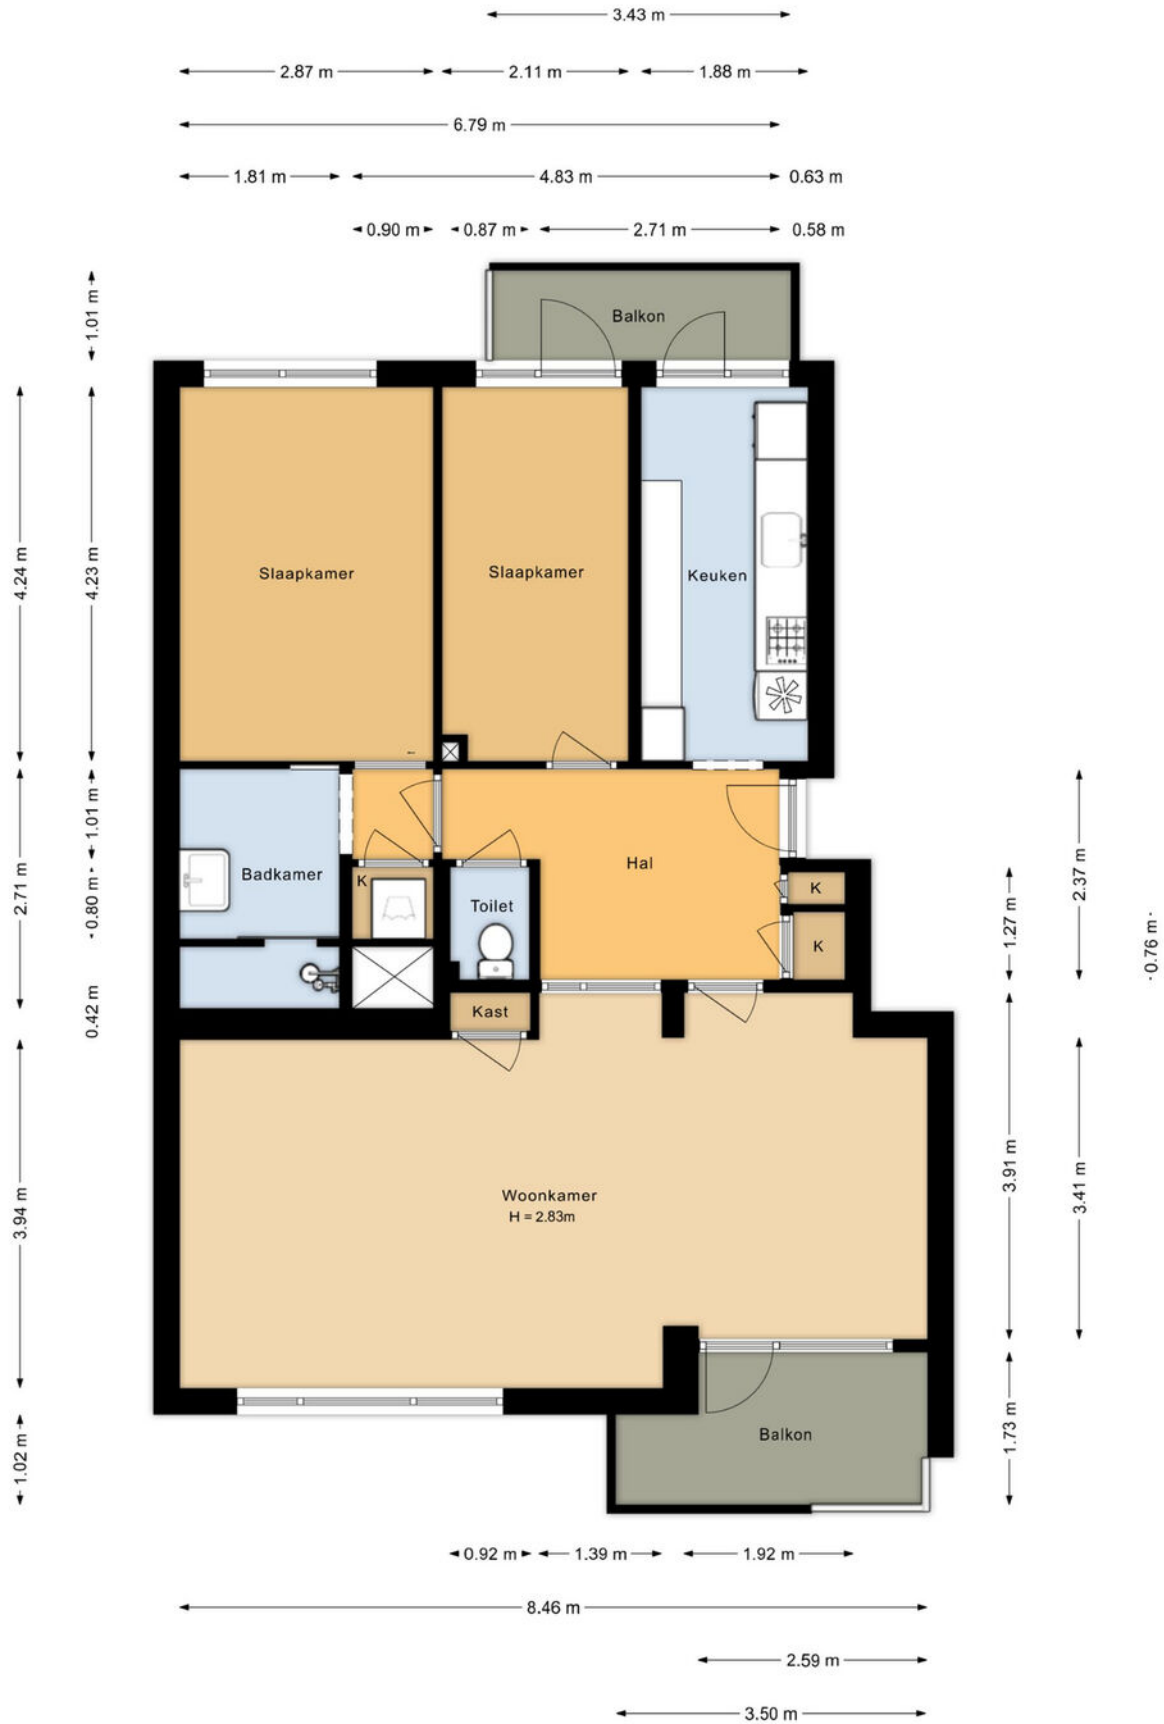 3.43 m
2.87 m
2.11 m
1.88 m
6.79 m
1.81 m
4.83 m
0.63 m
0.90 m
0.87 m
2.71 m
0.58 m
1.01 m
Balkon
4.24 m
4.23 m
Slaapkamer
Slaapkamer
Keuken
1.01 m
2.71 m
0.80 m
0.42 m
Badkamer
K
Toilet
Hal
K
K
Kast
2.37 m
1.27 m
0.76 m
Woonkamer
H = 2.83m
3.94 m
3.91 m
3.41 m
Balkon
1.02 m
1.73 m
0.92 m
1.39 m
1.92 m
8.46 m
2.59 m
3.50 m